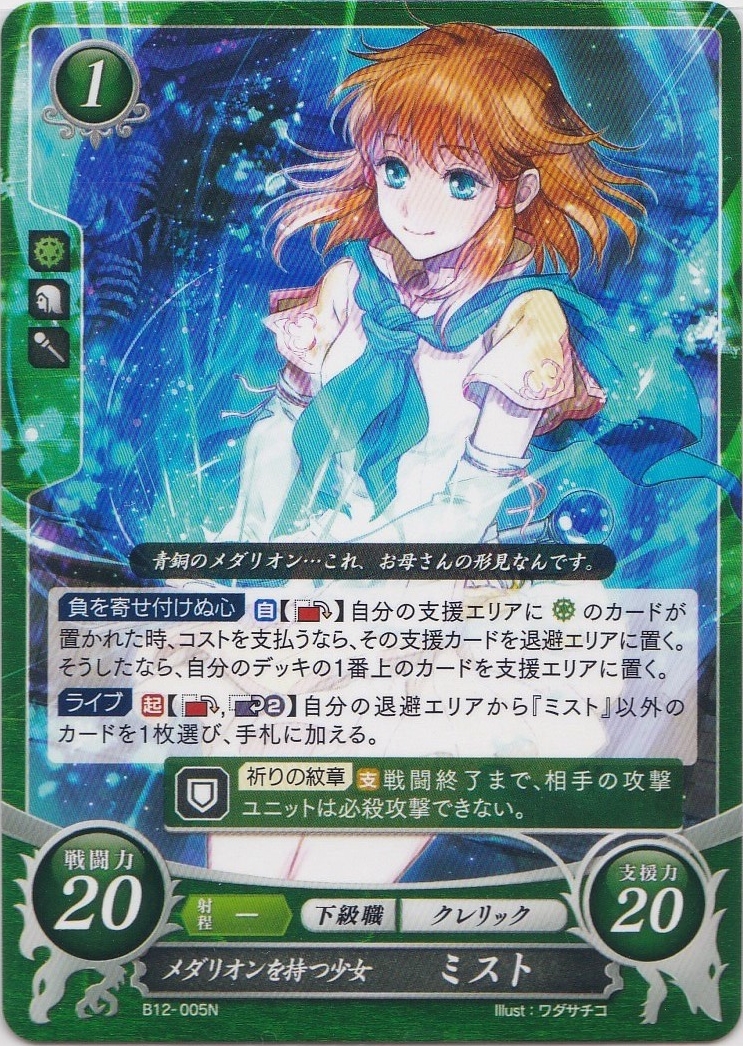 1
青銅のメダリオン…これ、お母さんの形見なんです。
負を寄せ付けぬ心 自【 】自分の支援エリアに のカードが
置かれた時、コストを支払うなら、その支援カードを退避エリアに置く。
そうしたなら、自分のデッキの1番上のカードを支援エリアに置く。
ライブ 起【 , 2】自分の退避エリアから『ミスト』以外の
カードを1枚選び、手札に加える。
祈りの紋章 支 戦闘終了まで、相手の攻撃
ユニットは必殺攻撃できない。
戦闘力
20
射程 —
下級職
クレリック
支援力
20
メダリオンを持つ少女 ミスト
B12-005N
Illust：ワダサチコ